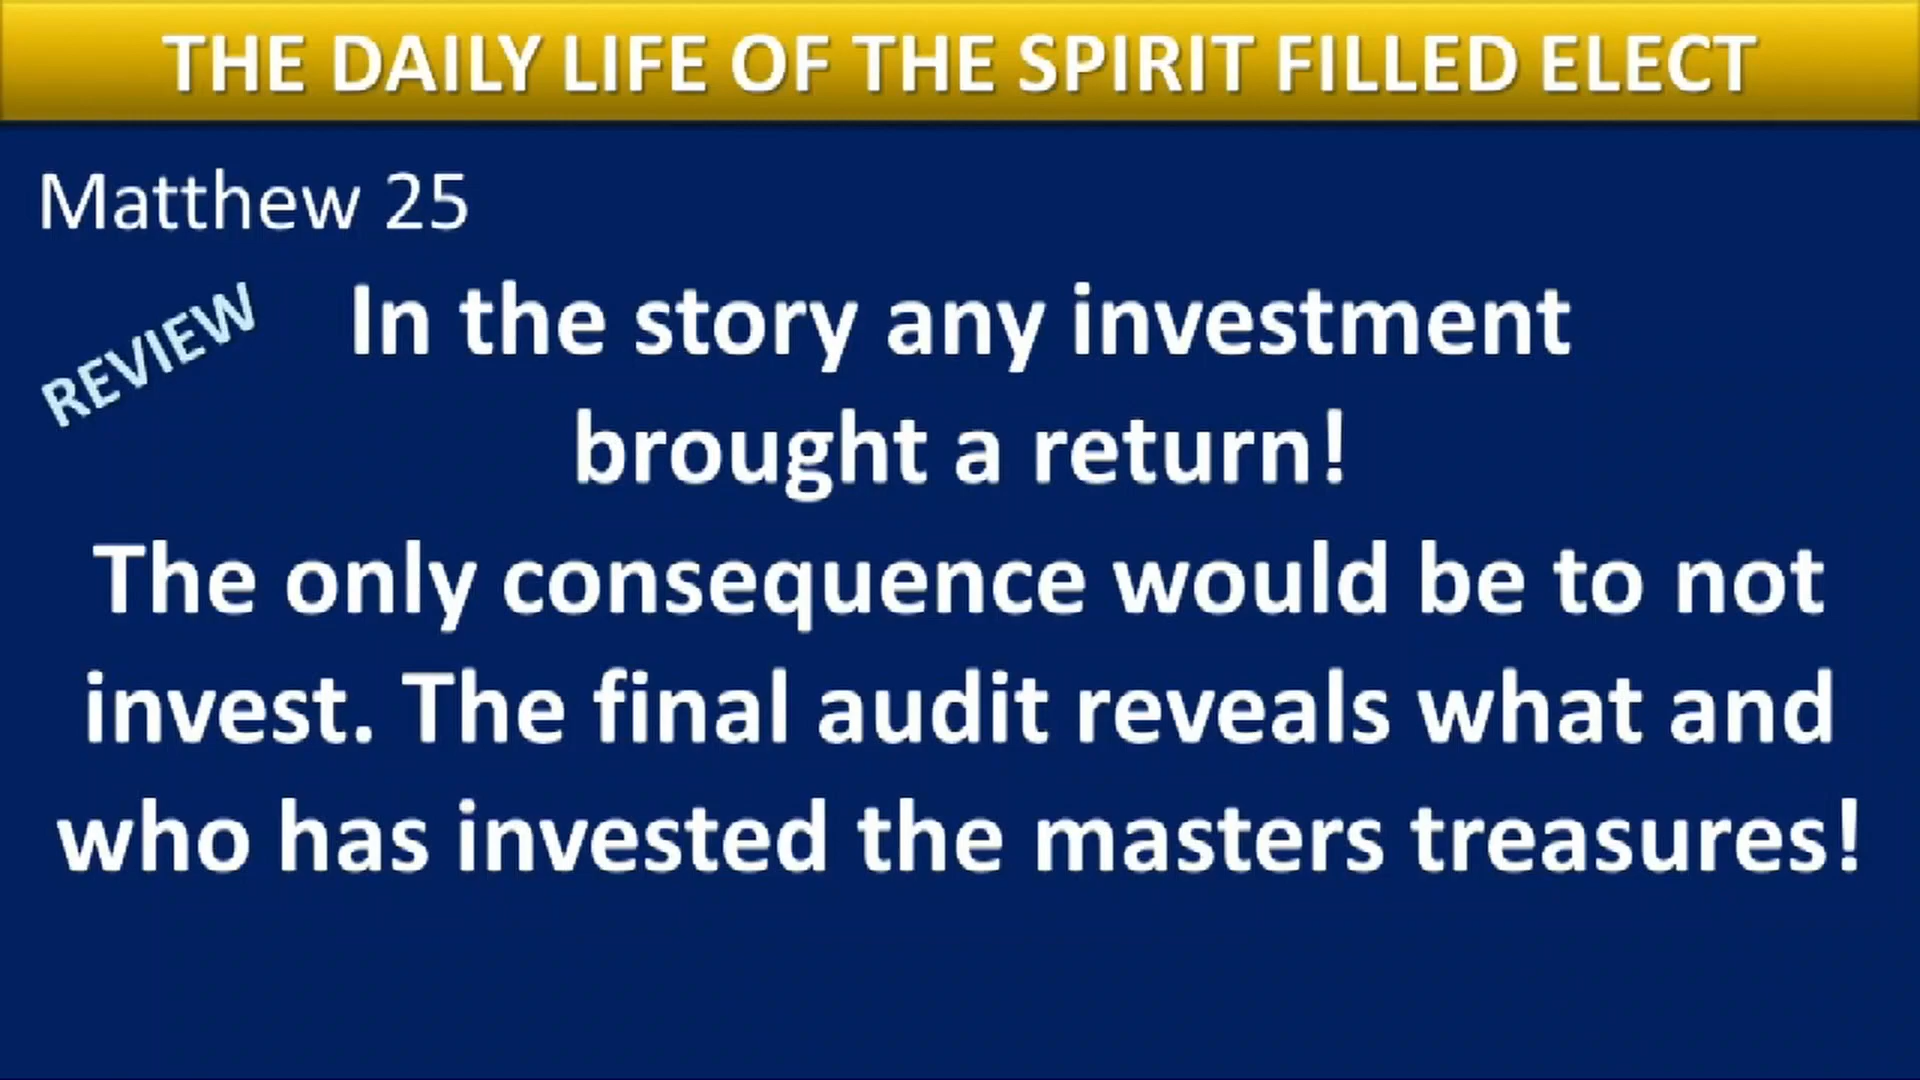 THE DAILY LIFE OF THE SPIRIT FILLED ELECT
Matthew 25
REVIEW
In the story any investment
brought a return!
The only consequence would be to not
invest. The final audit reveals what and
who has invested the masters treasures!